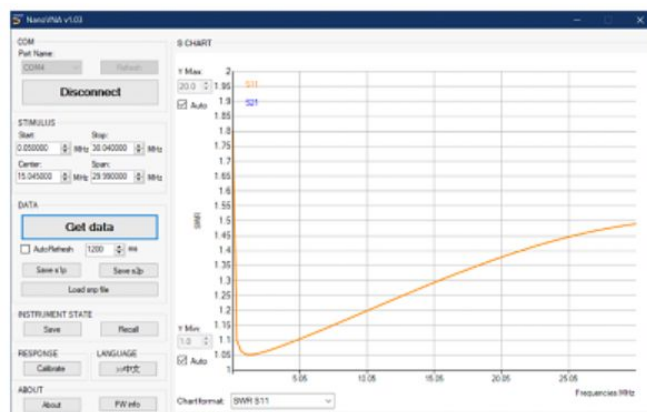 NanoVNA v1.03
COM
Port Name:
COM4
Refresh
Disconnect
STIMULUS
Start:
Stop:
0.050000
MHz
30.040000
MHz
Center:
Span:
15.045000
MHz
29.990000
MHz
DATA
Get data
AutoRefresh
1200
ms
Save s1p
Save s2p
Load snp file
INSTRUMENT STATE
Save
Recall
RESPONSE
LANGUAGE
Calibrate
>>中文
ABOUT
About
FW info
S CHART
Y Max:
20.0
Auto
Y Min:
1.0
Auto
SWR
2
1.95
1.9
1.85
1.8
1.75
1.7
1.65
1.6
1.55
1.5
1.45
1.4
1.35
1.3
1.25
1.2
1.15
1.1
1.05
1
S11
S21
5.05
10.05
15.05
20.05
25.05
Frequencies MHz
Chart format:
SWR S11